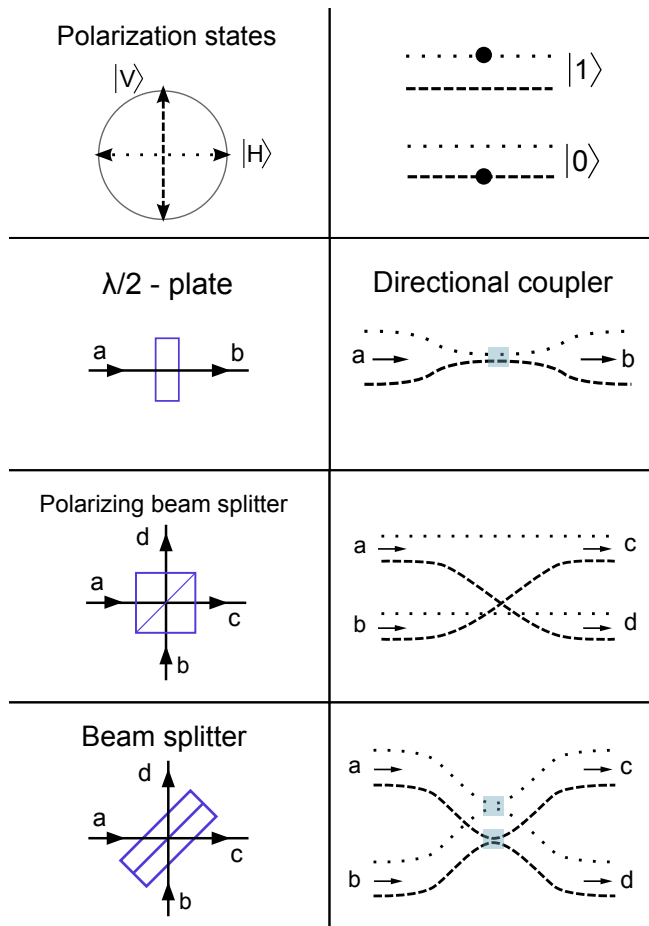 Polarization states
|V⟩
|H⟩
|1⟩
|0⟩
λ/2 - plate
a
b
Directional coupler
a
b
Polarizing beam splitter
d
a
c
b
a
c
b
d
Beam splitter
d
a
c
b
a
c
b
d